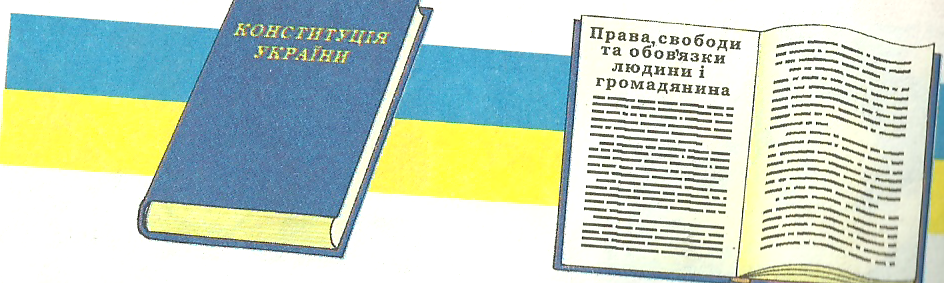 КОНСТИТУЦІЯ
УКРАЇНИ
Права, свободи
та обов'язки
людини і
громадянина